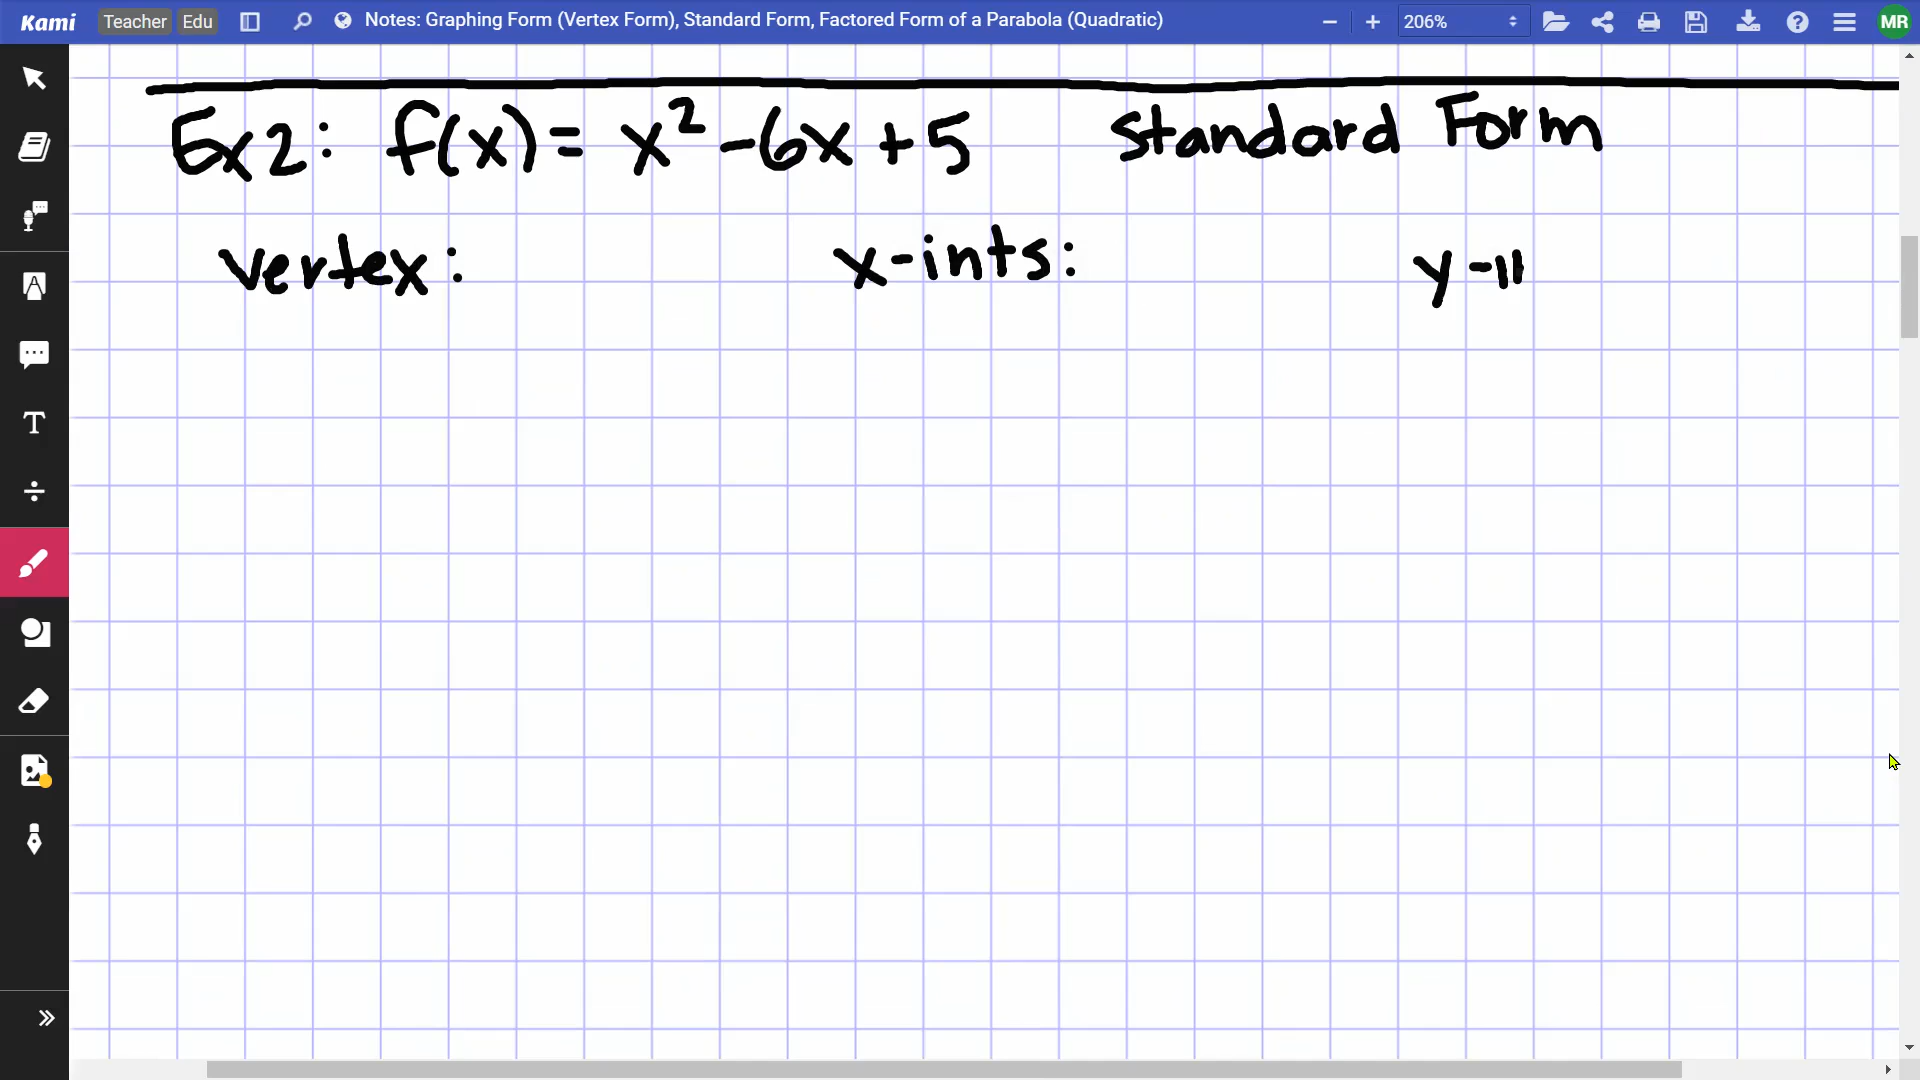 Kami Teacher Edu Notes: Graphing Form (Vertex Form), Standard Form, Factored Form of a Parabola (Quadratic) 206% MR
Ex2: f(x) = x² - 6x + 5 Standard Form
vertex: x-ints: y-